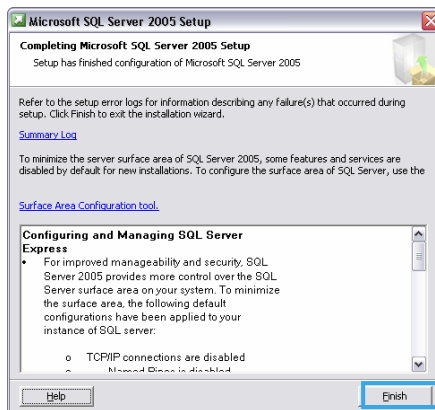 Microsoft SQL Server 2005 Setup
Completing Microsoft SQL Server 2005 Setup
Setup has finished configuration of Microsoft SQL Server 2005
Refer to the setup error logs for information describing any failure(s) that occurred during
setup. Click Finish to exit the installation wizard.
Summary Log
To minimize the server surface area of SQL Server 2005, some features and services are
disabled by default for new installations. To configure the surface area of SQL Server, use the
Surface Area Configuration tool.
Configuring and Managing SQL Server
Express
• For improved manageability and security, SQL
Server 2005 provides more control over the SQL
Server surface area on your system. To minimize
the surface area, the following default
configurations have been applied to your
instance of SQL server:
o TCP/IP connections are disabled
o Named Pipes is disabled
Help
Finish